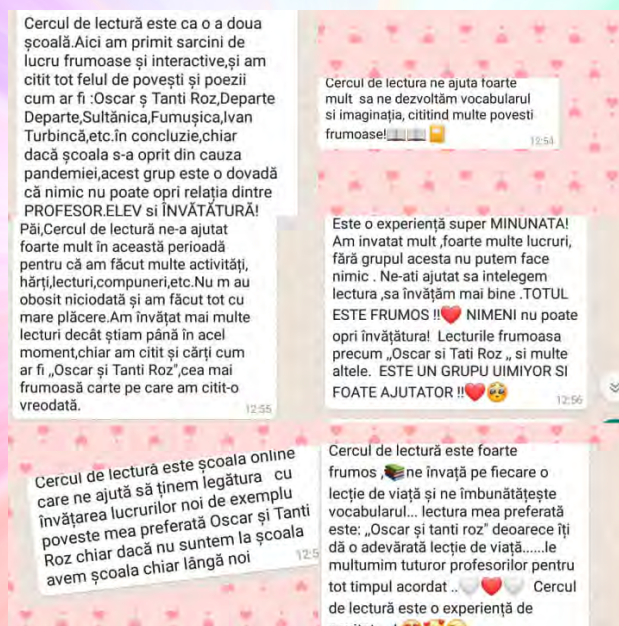 Cercul de lectură este ca o a doua
școală.Aici am primit sarcini de
lucru frumoase și interactive,și am
citit tot felul de povești și poezii
cum ar fi :Oscar ș Tanti Roz,Departe
Departe,Sultănica,Fumușica,Ivan
Turbincă,etc.în concluzie,chiar
dacă școala s-a oprit din cauza
pandemiei,acest grup este o dovadă
că nimic nu poate opri relația dintre
PROFESOR.ELEV si ÎNVĂTĂTURĂ!
Cercul de lectura ne ajuta foarte
mult sa ne dezvoltăm vocabularul
si imaginația, cititind multe povesti
frumoase!📖📖📔
12:54
Păi,Cercul de lectură ne-a ajutat
foarte mult în această perioadă
pentru că am făcut multe activități,
hărți,lecturi,compuneri,etc.Nu m au
obosit niciodată și am făcut tot cu
mare plăcere.Am învățat mai multe
lecturi decât știam până în acel
moment,chiar am citit și cărți cum
ar fi „Oscar și Tanti Roz",cea mai
frumoasă carte pe care am citit-o
vreodată.
12:55
Este o experiență super MINUNATA!
Am invatat mult ,foarte multe lucruri,
fără grupul acesta nu putem face
nimic . Ne-ati ajutat sa intelegem
lectura ,sa învățăm mai bine .TOTUL
ESTE FRUMOS !!❤️ NIMENI nu poate
opri învățătura! Lecturile frumoasa
precum „Oscar si Tati Roz „ si multe
altele. ESTE UN GRUPU UIMIYOR SI
FOATE AJUTATOR !!❤️🥺
12:56
Cercul de lectură este școala online
care ne ajută să ținem legătura cu
învățarea lucrurilor noi de exemplu
poveste mea preferată Oscar și Tanti
Roz chiar dacă nu suntem la școala
avem școala chiar lângă noi
12:5
Cercul de lectură este foarte
frumos ,📚ne învață pe fiecare o
lecție de viață și ne îmbunătățește
vocabularul... lectura mea preferată
este: „Oscar și tanti roz" deoarece îți
dă o adevărată lecție de viață......le
multumim tuturor profesorilor pentru
tot timpul acordat ..🤍❤️🤍 Cercul
de lectură este o experiență de